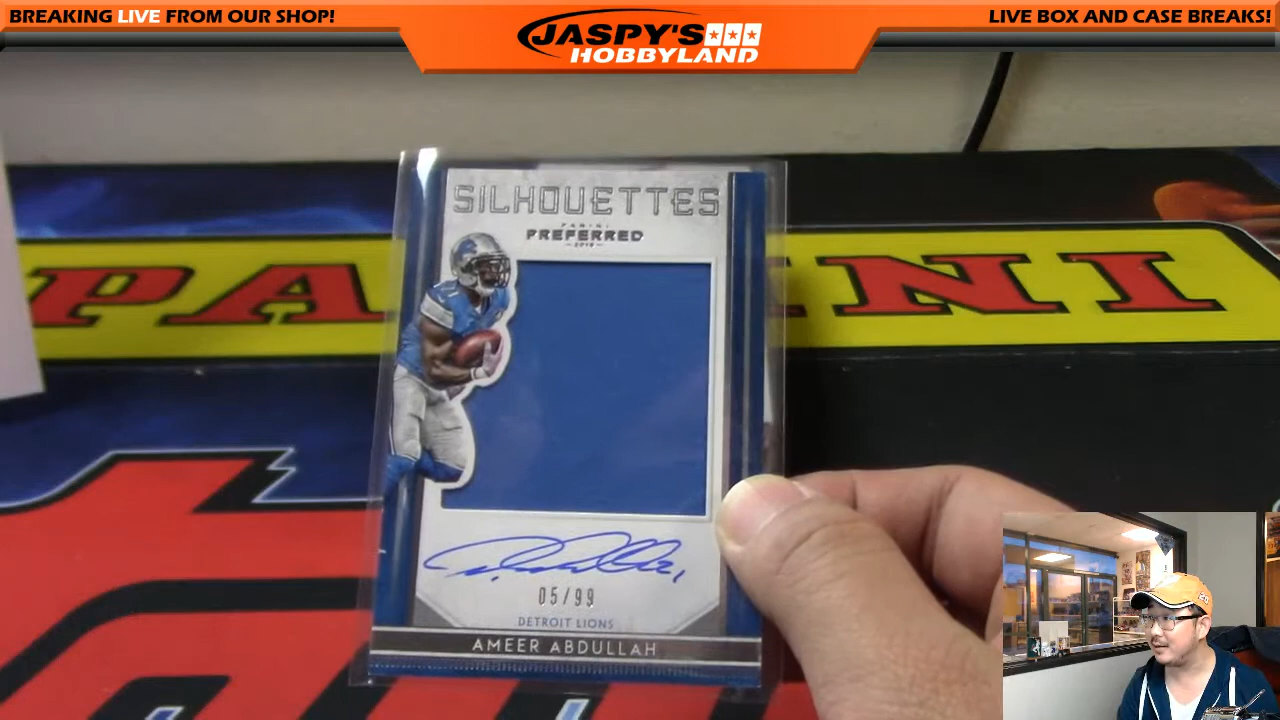 BREAKING LIVE FROM OUR SHOP!
JASPY'S
HOBBYLAND
LIVE BOX AND CASE BREAKS!
PANINI
SILHOUETTES
PANINI
PREFERRED
05/99
DETROIT LIONS
AMEER ABDULLAH